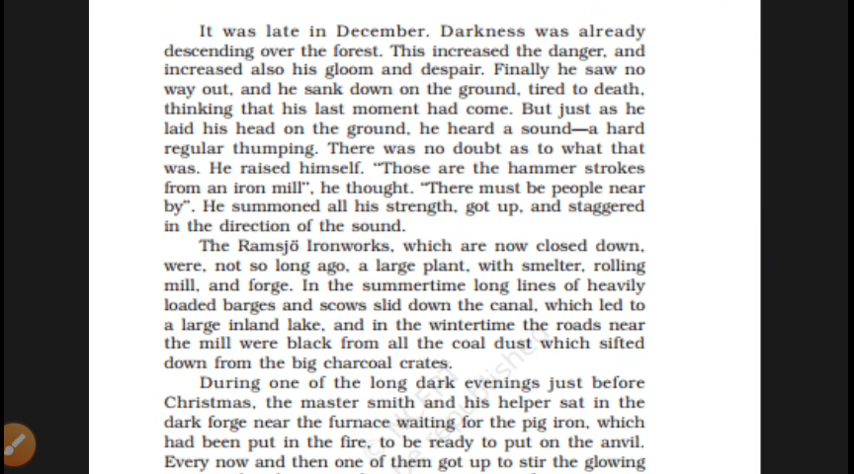 It was late in December. Darkness was already
descending over the forest. This increased the danger, and
increased also his gloom and despair. Finally he saw no
way out, and he sank down on the ground, tired to death,
thinking that his last moment had come. But just as he
laid his head on the ground, he heard a sound—a hard
regular thumping. There was no doubt as to what that
was. He raised himself. “Those are the hammer strokes
from an iron mill”, he thought. “There must be people near
by”. He summoned all his strength, got up, and staggered
in the direction of the sound.
The Ramsjö Ironworks, which are now closed down,
were, not so long ago, a large plant, with smelter, rolling
mill, and forge. In the summertime long lines of heavily
loaded barges and scows slid down the canal, which led to
a large inland lake, and in the wintertime the roads near
the mill were black from all the coal dust which sifted
down from the big charcoal crates.
During one of the long dark evenings just before
Christmas, the master smith and his helper sat in the
dark forge near the furnace waiting for the pig iron, which
had been put in the fire, to be ready to put on the anvil.
Every now and then one of them got up to stir the glowing